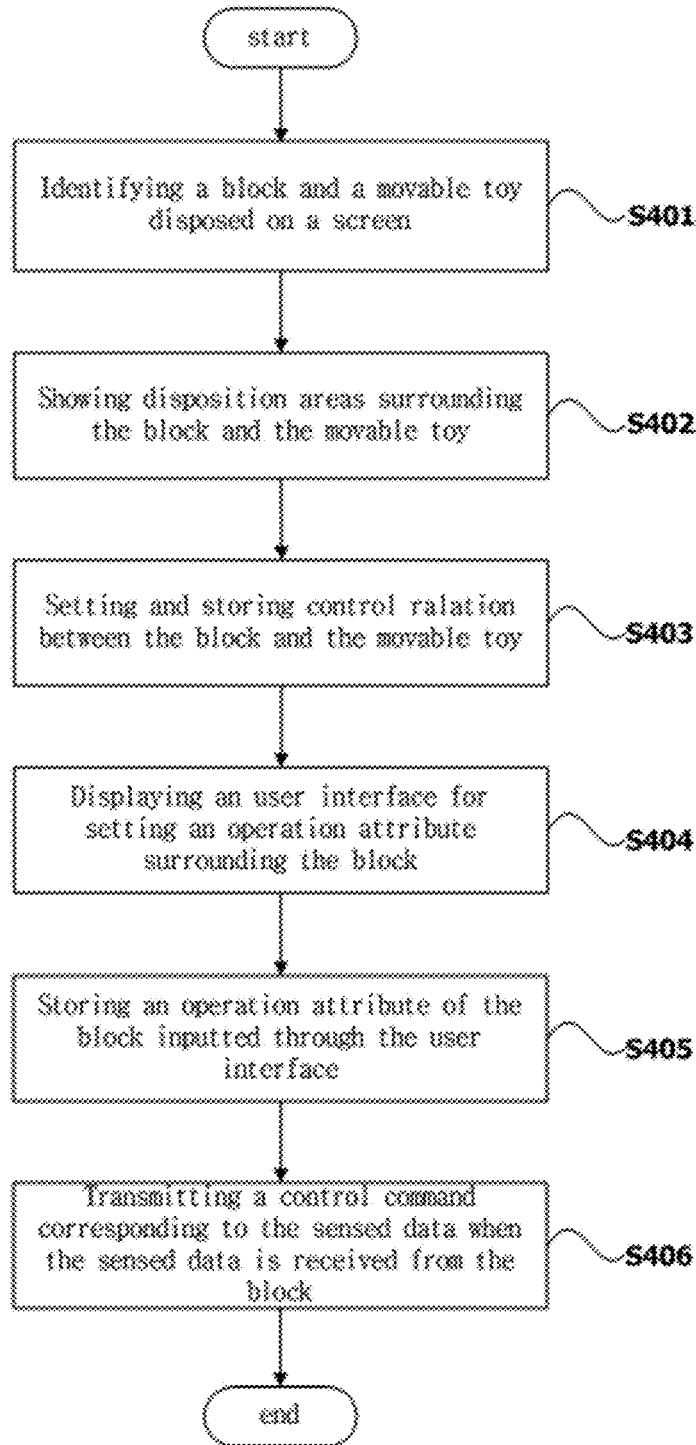 start
Identifying a block and a movable toy
disposed on a screen
S401
Showing disposition areas surrounding
the block and the movable toy
S402
Setting and storing control ralation
between the block and the movable toy
S403
Displaying an user interface for
setting an operation attribute
surrounding the block
S404
Storing an operation attribute of the
block inputted through the user
interface
S405
Transmitting a control command
corresponding to the sensed data when
the sensed data is received from the
block
S406
end